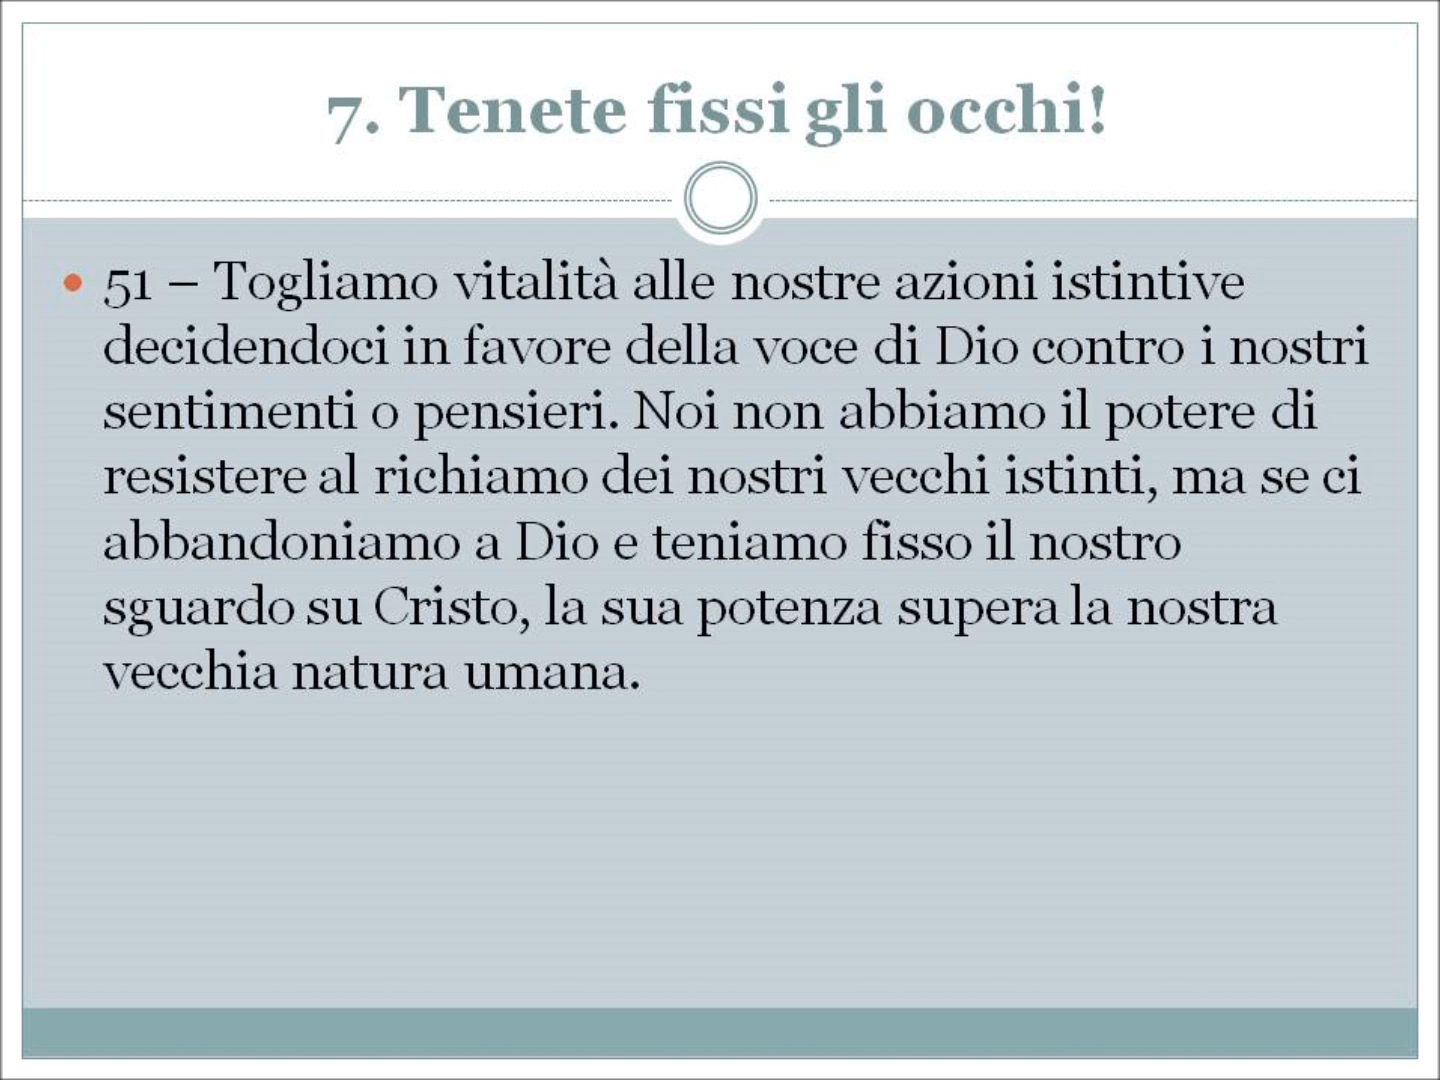 7. Tenete fissi gli occhi!
• 51 – Togliamo vitalità alle nostre azioni istintive
decidendoci in favore della voce di Dio contro i nostri
sentimenti o pensieri. Noi non abbiamo il potere di
resistere al richiamo dei nostri vecchi istinti, ma se ci
abbandoniamo a Dio e teniamo fisso il nostro
sguardo su Cristo, la sua potenza supera la nostra
vecchia natura umana.